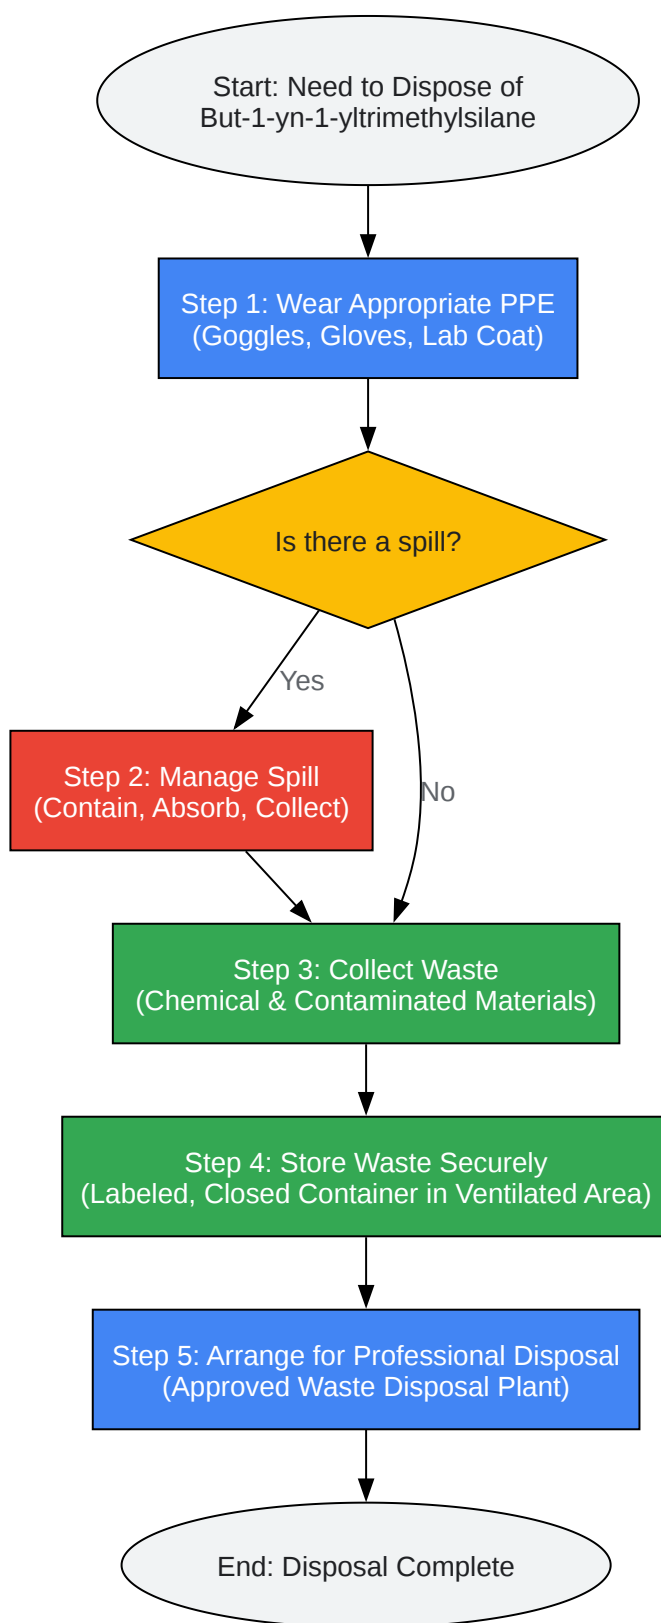 Start: Need to Dispose of
But-1-yn-1-yltrimethylsilane
Step 1: Wear Appropriate PPE
(Goggles, Gloves, Lab Coat)
Is there a spill?
Yes
Step 2: Manage Spill
(Contain, Absorb, Collect)
No
Step 3: Collect Waste
(Chemical & Contaminated Materials)
Step 4: Store Waste Securely
(Labeled, Closed Container in Ventilated Area)
Step 5: Arrange for Professional Disposal
(Approved Waste Disposal Plant)
End: Disposal Complete